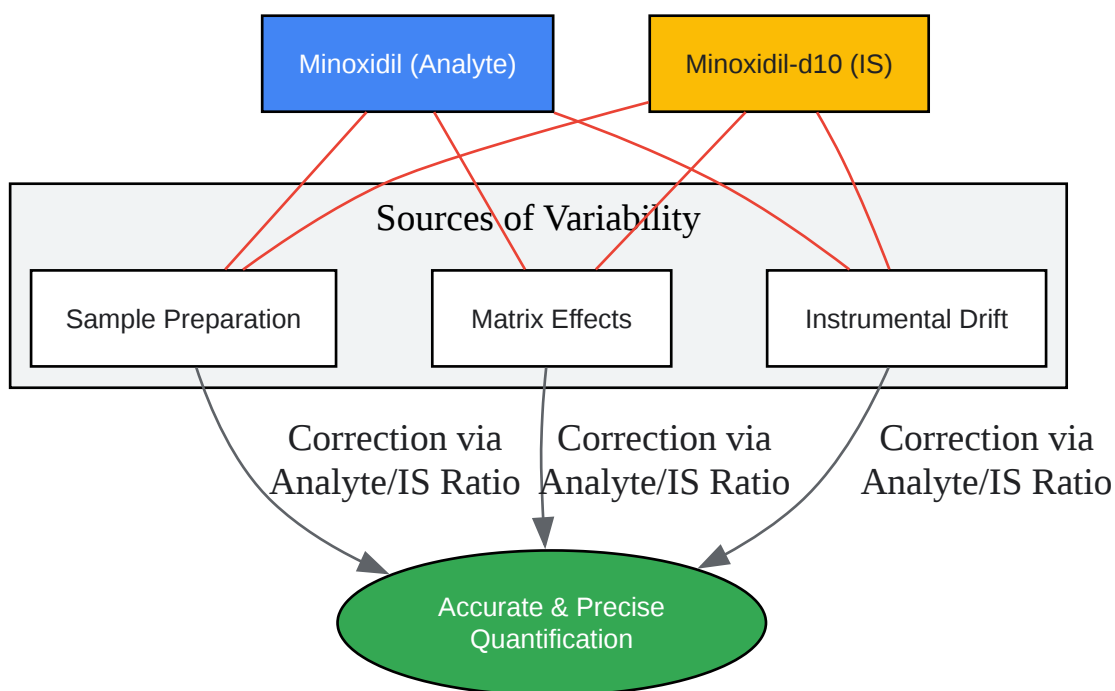 Minoxidil (Analyte)
Minoxidil-d10 (IS)
Sources of Variability
Sample Preparation
Matrix Effects
Instrumental Drift
Correction via
Analyte/IS Ratio
Correction via
Analyte/IS Ratio
Correction via
Analyte/IS Ratio
Accurate & Precise
Quantification